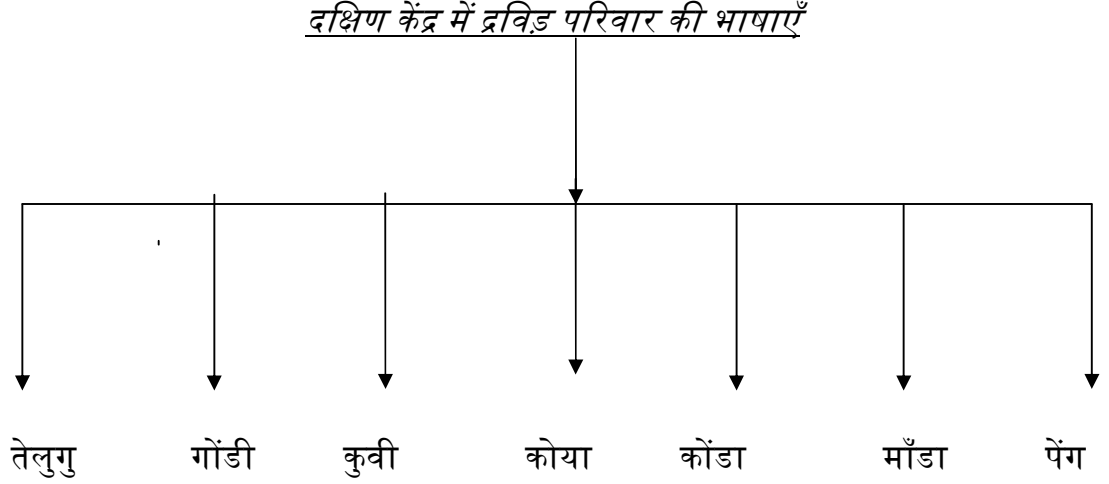 दक्षिण केंद्र में द्रविड़ परिवार की भाषाएँ
तेलुगु गोंडी कुवी कोया कोंडा माँडा पेंग